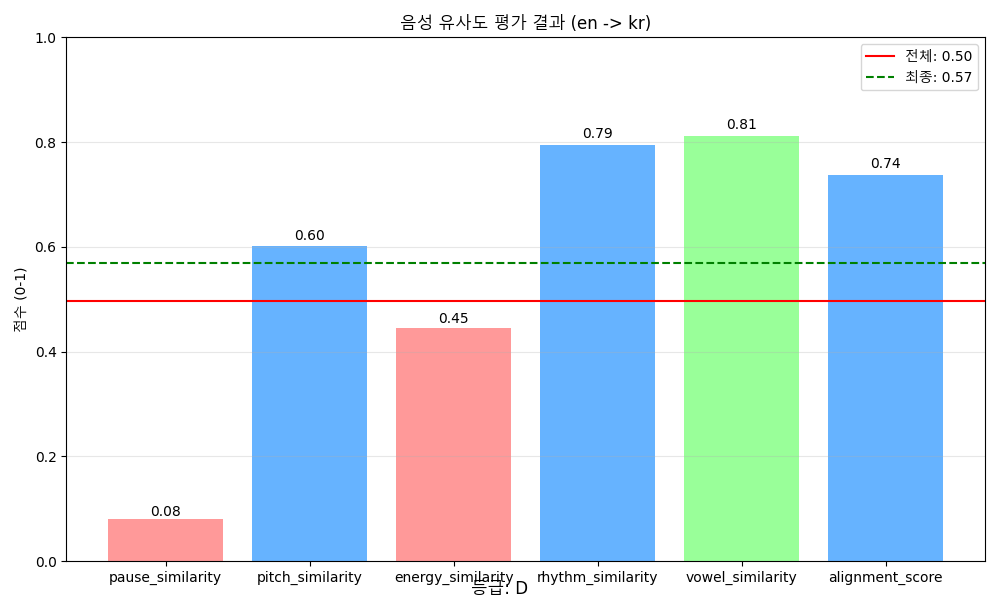 음성 유사도 평가 결과 (en -> kr)
전체: 0.50
최종: 0.57
점수 (0-1)
1.0
0.8
0.6
0.4
0.2
0.0
0.08
0.60
0.45
0.79
0.81
0.74
pause_similarity pitch_similarity energy_similarity rhythm_similarity vowel_similarity alignment_score
등급: D